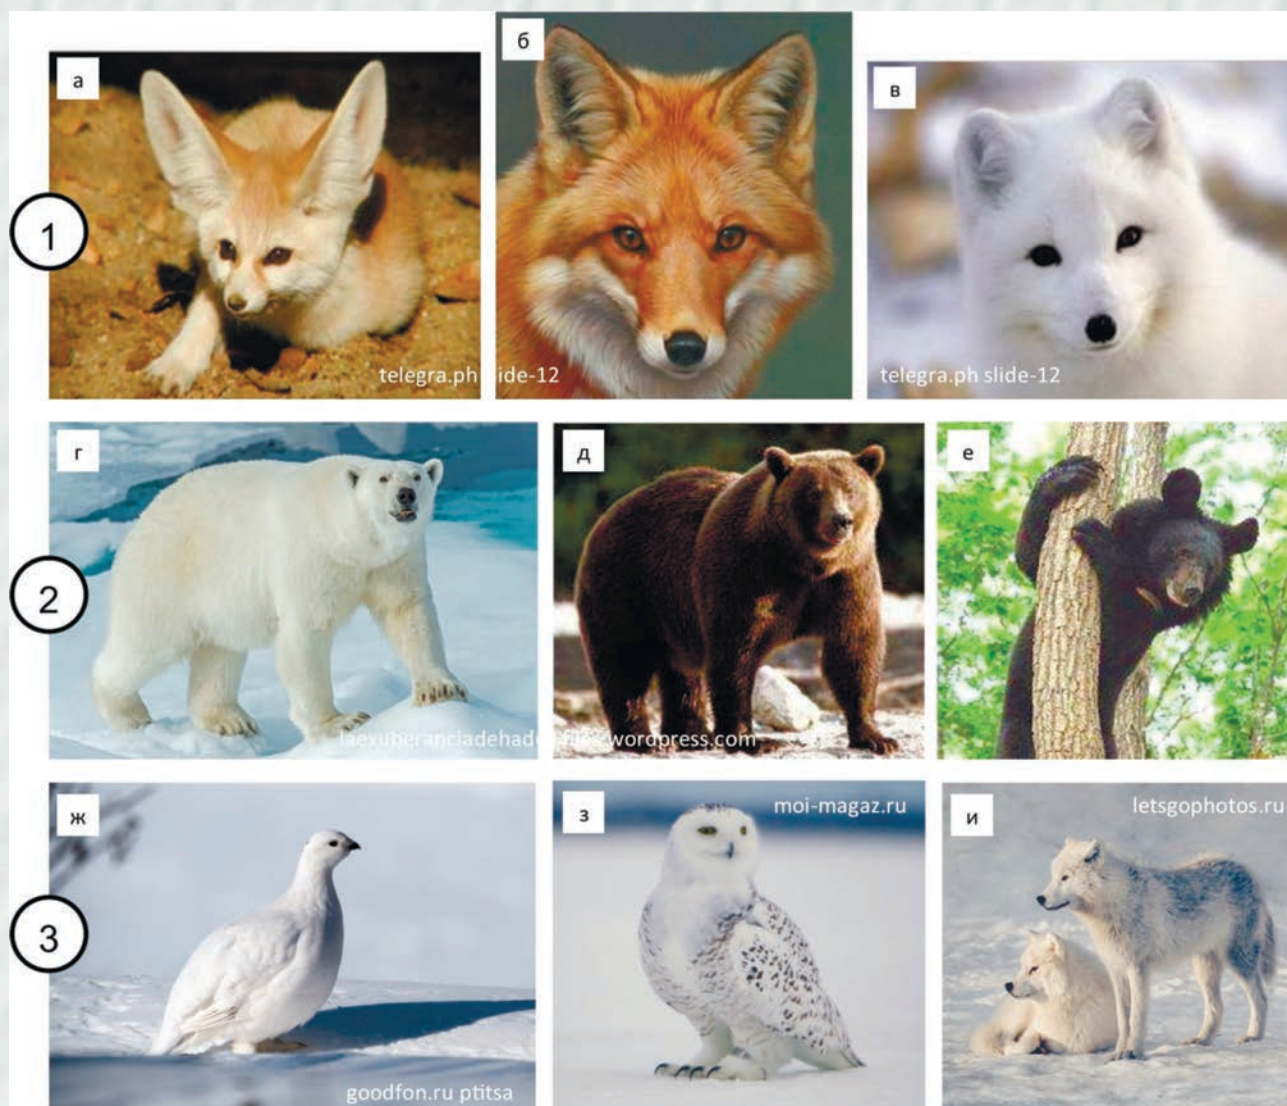 а
б
в
1
telegra.ph slide-12
telegra.ph slide-12
г
д
е
2
wordpress.com
ж
з
moi-magaz.ru
и
letsgophotos.ru
3
goodfon.ru ptitsa